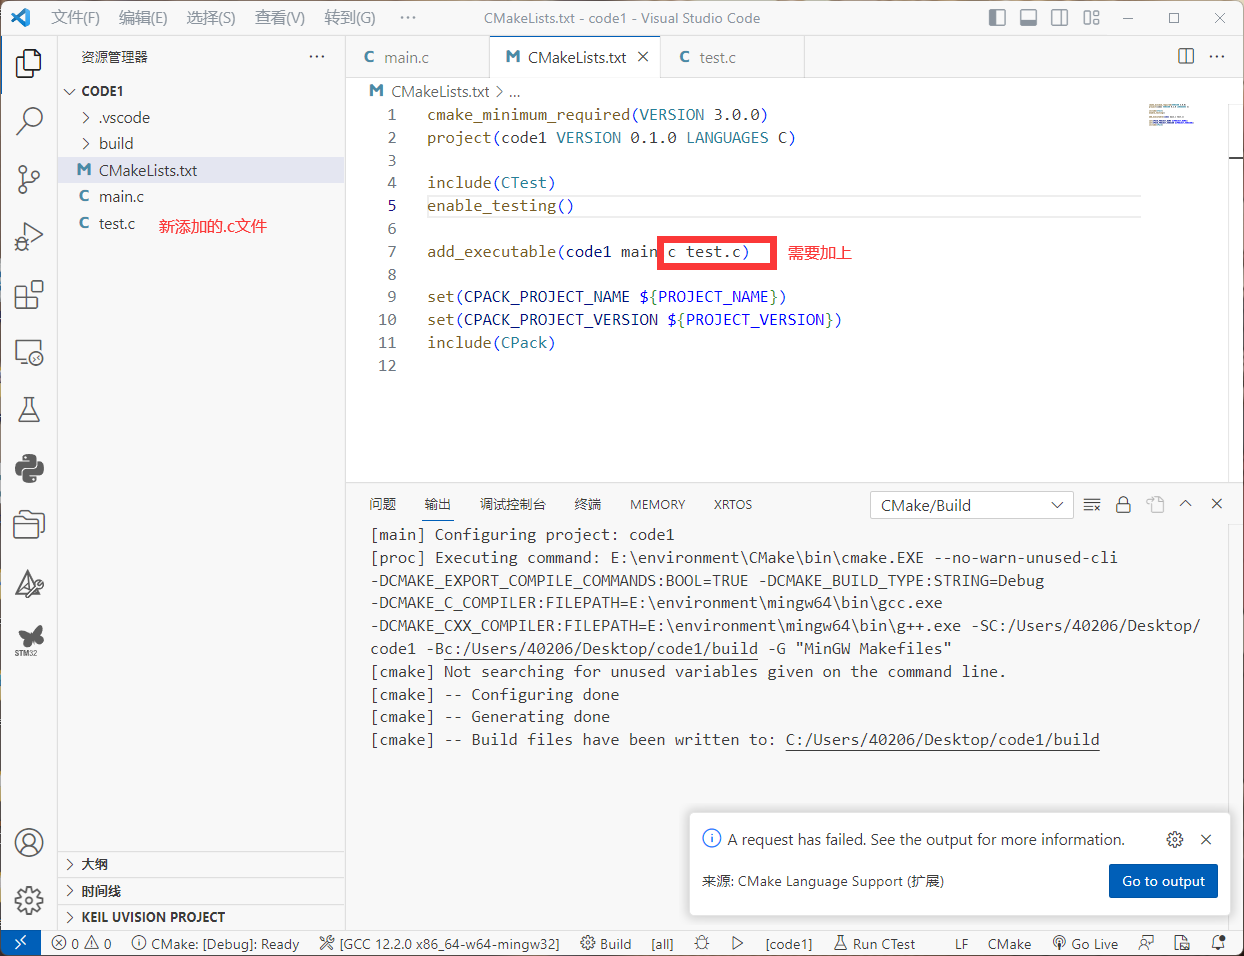 文件(F) 编辑(E) 选择(S) 查看(V) 转到(G) ··· CMakeLists.txt - code1 - Visual Studio Code
资源管理器 ···
main.c CMakeLists.txt test.c ···
CODE1
.vscode
build
CMakeLists.txt
main.c
test.c 新添加的.c文件
CMakeLists.txt > ...
1 cmake_minimum_required(VERSION 3.0.0)
2 project(code1 VERSION 0.1.0 LANGUAGES C)
3
4 include(CTest)
5 enable_testing()
6
7 add_executable(code1 main c test.c) 需要加上
8
9 set(CPACK_PROJECT_NAME ${PROJECT_NAME})
10 set(CPACK_PROJECT_VERSION ${PROJECT_VERSION})
11 include(CPack)
12
问题 输出 调试控制台 终端 MEMORY XRTOS CMake/Build
[main] Configuring project: code1
[proc] Executing command: E:\environment\CMake\bin\cmake.EXE --no-warn-unused-cli
-DCMAKE_EXPORT_COMPILE_COMMANDS:BOOL=TRUE -DCMAKE_BUILD_TYPE:STRING=Debug
-DCMAKE_C_COMPILER:FILEPATH=E:\environment\mingw64\bin\gcc.exe
-DCMAKE_CXX_COMPILER:FILEPATH=E:\environment\mingw64\bin\g++.exe -SC:/Users/40206/Desktop/
code1 -Bc:/Users/40206/Desktop/code1/build -G "MinGW Makefiles"
[cmake] Not searching for unused variables given on the command line.
[cmake] -- Configuring done
[cmake] -- Generating done
[cmake] -- Build files have been written to: C:/Users/40206/Desktop/code1/build
STM32
A request has failed. See the output for more information.
来源: CMake Language Support (扩展) Go to output
大纲
时间线
KEIL UVISION PROJECT
0 0 CMake: [Debug]: Ready [GCC 12.2.0 x86_64-w64-mingw32] Build [all] [code1] Run CTest LF CMake Go Live